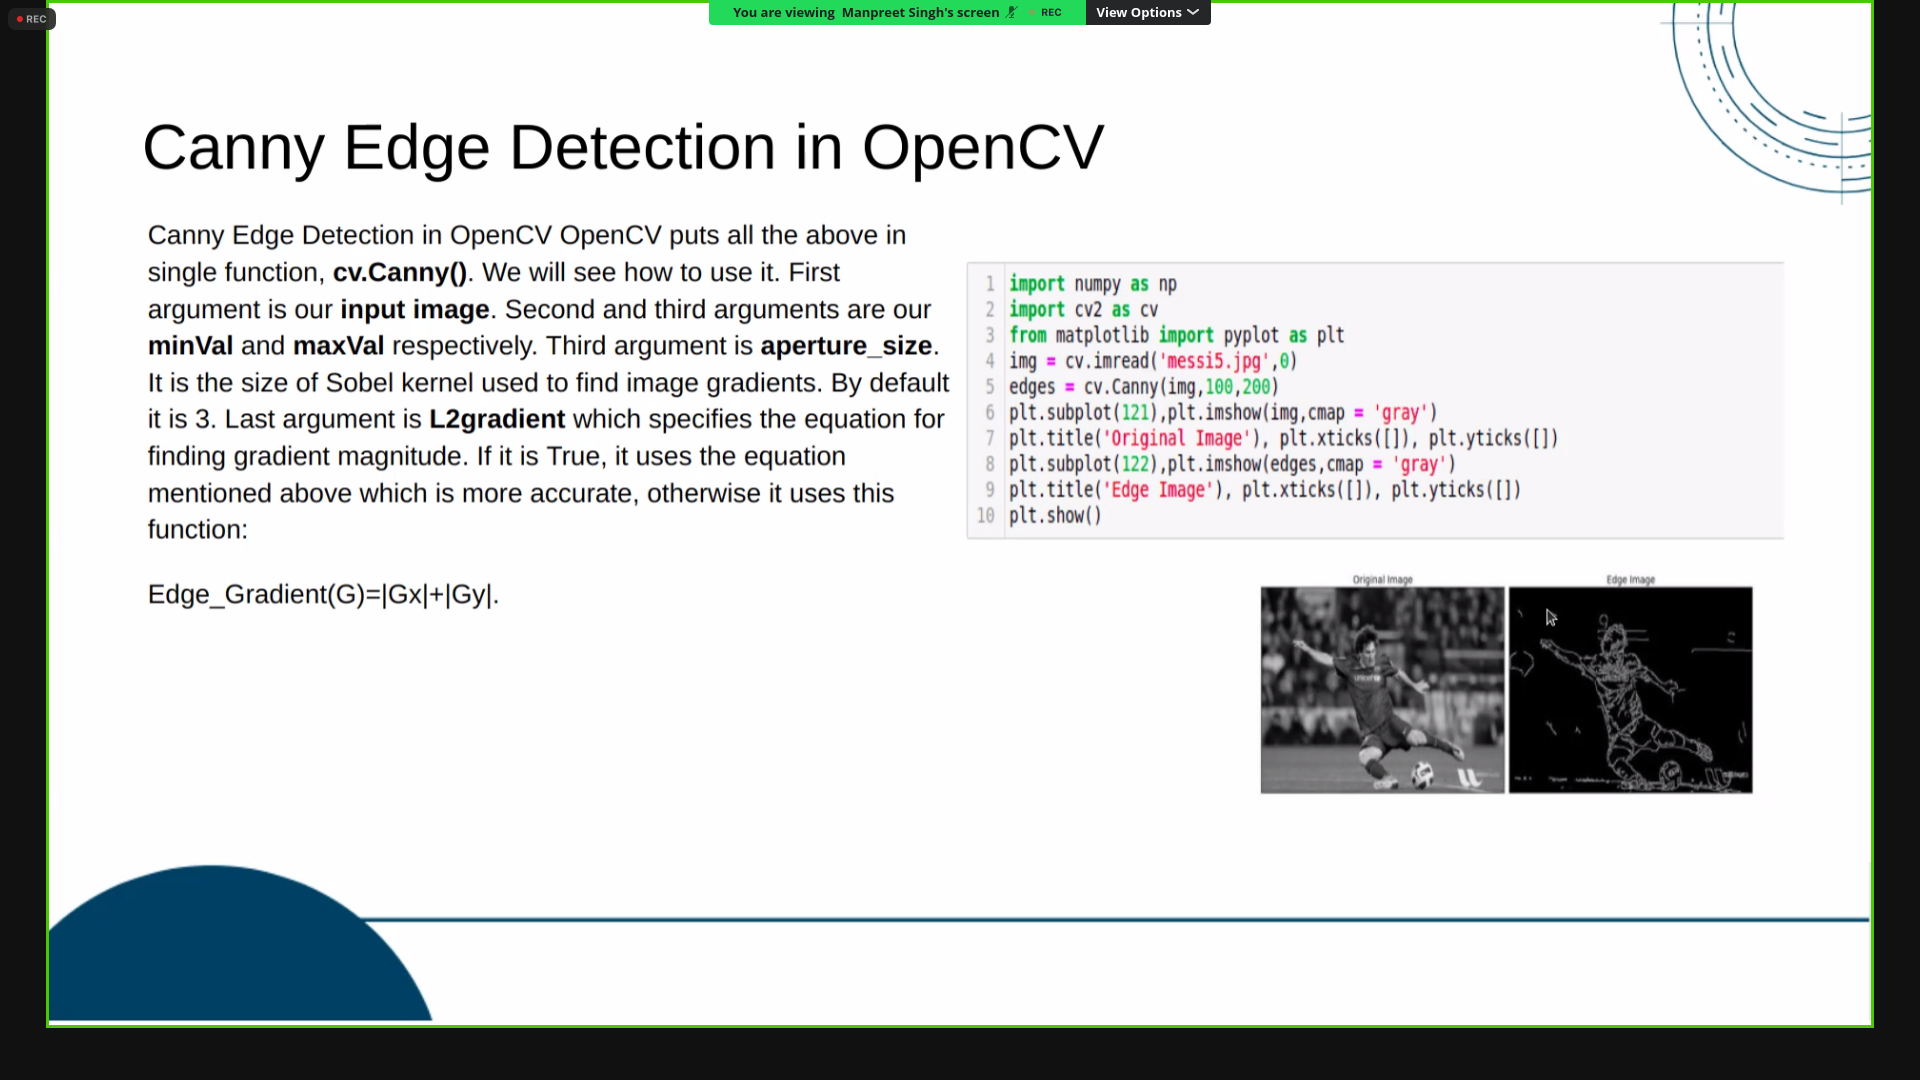 REC
You are viewing Manpreet Singh's screen REC View Options
Canny Edge Detection in OpenCV
Canny Edge Detection in OpenCV OpenCV puts all the above in
single function, cv.Canny(). We will see how to use it. First
argument is our input image. Second and third arguments are our
minVal and maxVal respectively. Third argument is aperture_size.
It is the size of Sobel kernel used to find image gradients. By default
it is 3. Last argument is L2gradient which specifies the equation for
finding gradient magnitude. If it is True, it uses the equation
mentioned above which is more accurate, otherwise it uses this
function:
Edge_Gradient(G)=|Gx|+|Gy|.
1 import numpy as np
2 import cv2 as cv
3 from matplotlib import pyplot as plt
4 img = cv.imread('messi5.jpg',0)
5 edges = cv.Canny(img,100,200)
6 plt.subplot(121),plt.imshow(img,cmap = 'gray')
7 plt.title('Original Image'), plt.xticks([]), plt.yticks([])
8 plt.subplot(122),plt.imshow(edges,cmap = 'gray')
9 plt.title('Edge Image'), plt.xticks([]), plt.yticks([])
10 plt.show()
Original Image
Edge Image